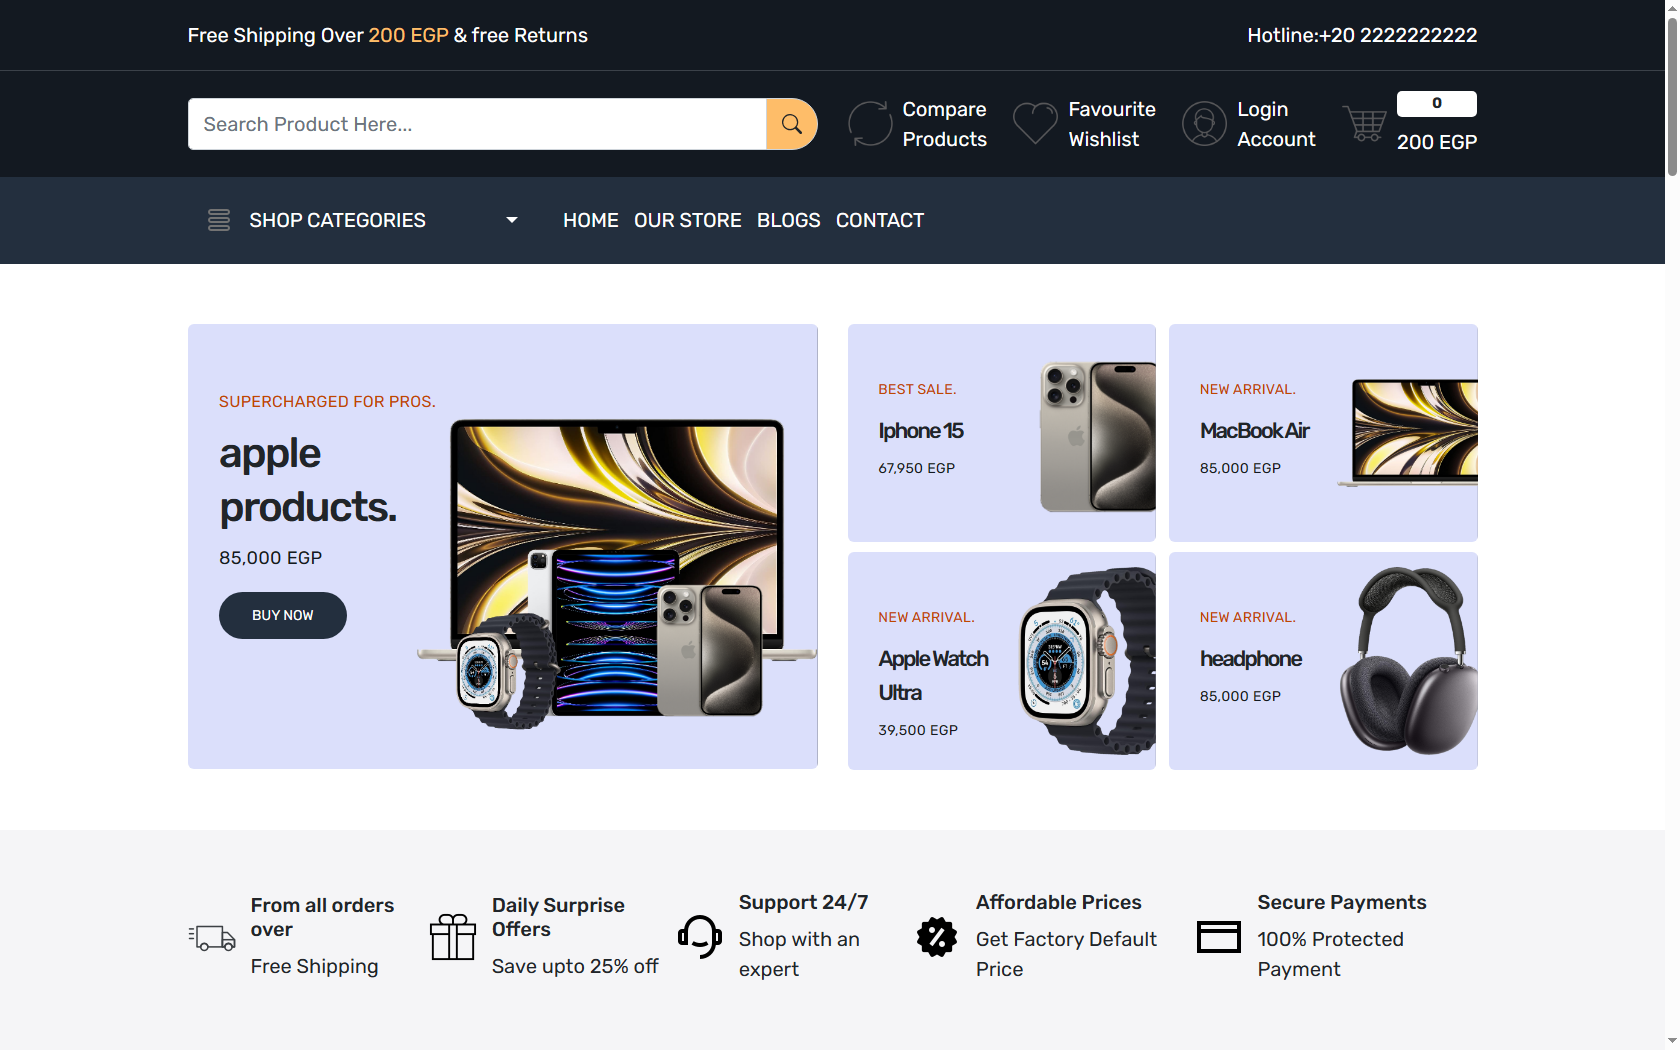 Free Shipping Over 200 EGP & free Returns
Hotline:+20 2222222222
Search Product Here...
Compare
Products
Favourite
Wishlist
Login
Account
0
200 EGP
SHOP CATEGORIES
HOME
OUR STORE
BLOGS
CONTACT
SUPERCHARGED FOR PROS.
apple
products.
85,000 EGP
BUY NOW
BEST SALE.
Iphone 15
67,950 EGP
NEW ARRIVAL.
MacBook Air
85,000 EGP
NEW ARRIVAL.
Apple Watch
Ultra
39,500 EGP
NEW ARRIVAL.
headphone
85,000 EGP
From all orders
over
Free Shipping
Daily Surprise
Offers
Save upto 25% off
Support 24/7
Shop with an
expert
Affordable Prices
Get Factory Default
Price
Secure Payments
100% Protected
Payment